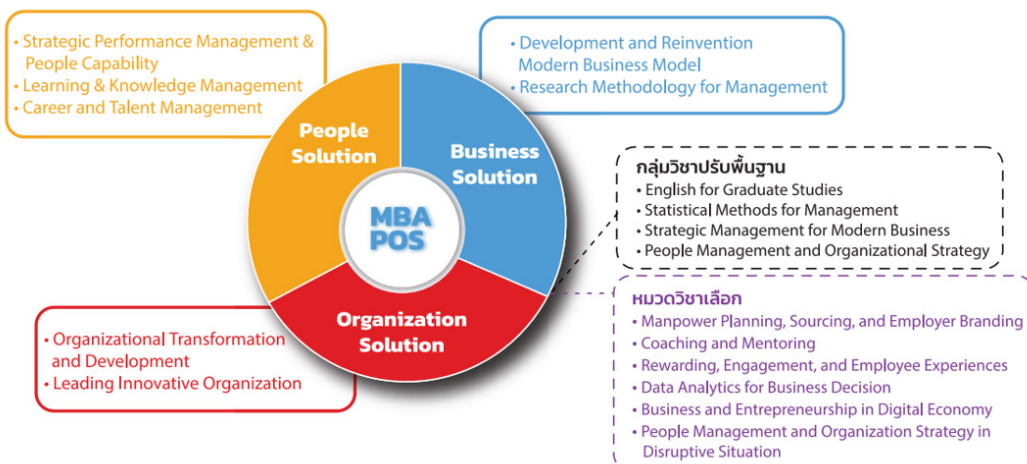 • Strategic Performance Management &
People Capability
• Learning & Knowledge Management
• Career and Talent Management
• Development and Reinvention
Modern Business Model
• Research Methodology for Management
People
Solution
Business
Solution
MBA
POS
Organization
Solution
กลุ่มวิชาปรับพื้นฐาน
• English for Graduate Studies
• Statistical Methods for Management
• Strategic Management for Modern Business
• People Management and Organizational Strategy
• Organizational Transformation
and Development
• Leading Innovative Organization
หมวดวิชาเลือก
• Manpower Planning, Sourcing, and Employer Branding
• Coaching and Mentoring
• Rewarding, Engagement, and Employee Experiences
• Data Analytics for Business Decision
• Business and Entrepreneurship in Digital Economy
• People Management and Organization Strategy in
Disruptive Situation